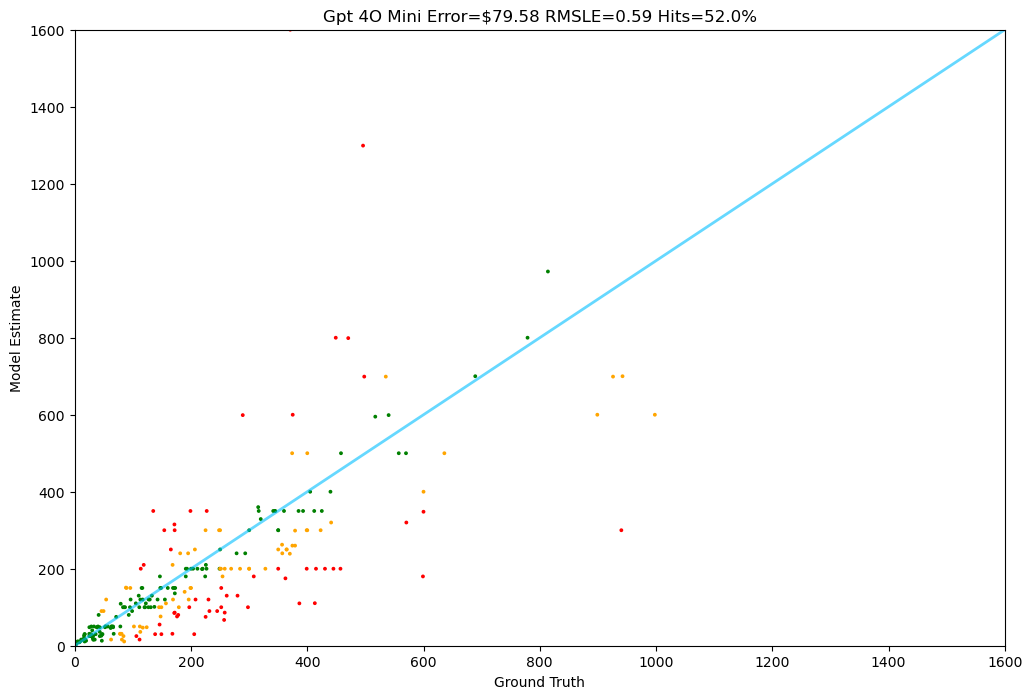 Gpt 4O Mini Error=$79.58 RMSLE=0.59 Hits=52.0%
1600
1400
1200
1000
800
600
400
200
0
Model Estimate
0 200 400 600 800 1000 1200 1400 1600
Ground Truth